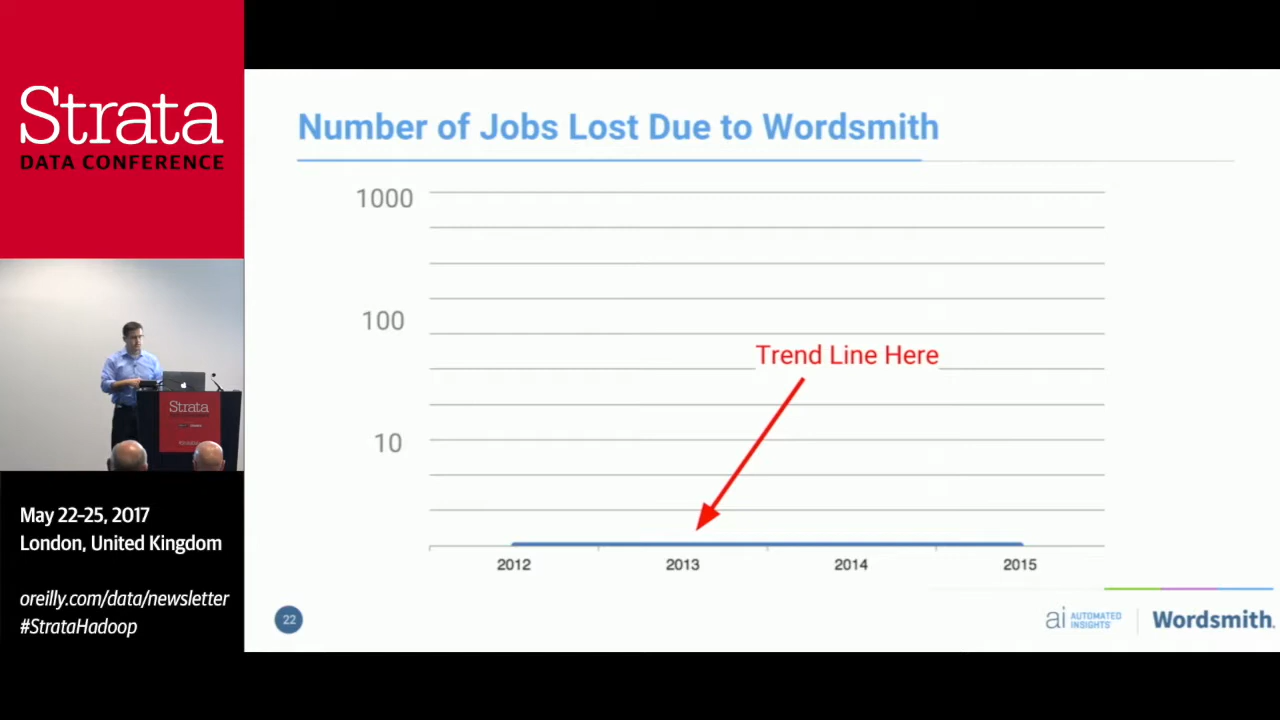 Strata
DATA CONFERENCE
Strata
May 22-25, 2017
London, United Kingdom
oreilly.com/data/newsletter
#StrataHadoop
Number of Jobs Lost Due to Wordsmith
1000
100
10
Trend Line Here
2012 2013 2014 2015
22
ai AUTOMATED INSIGHTS
Wordsmith.